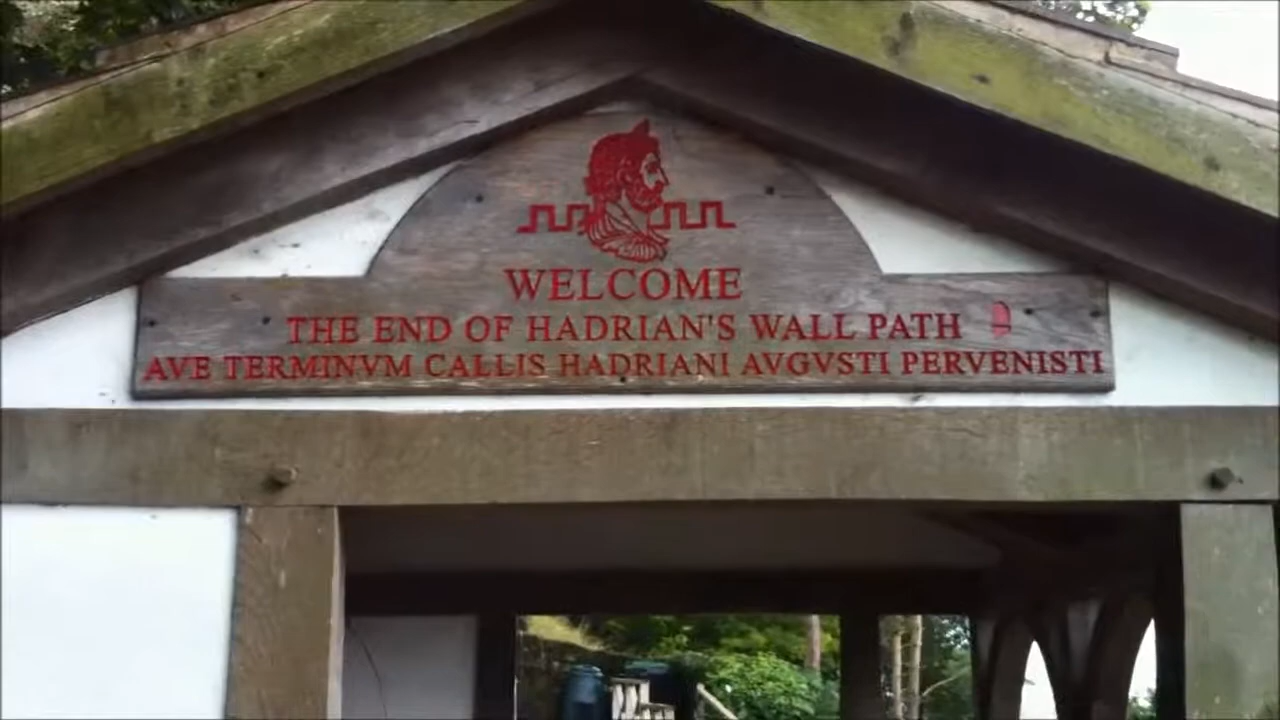 WELCOME
THE END OF HADRIAN'S WALL PATH
AVE TERMINVM CALLIS HADRIANI AVGVSTI PERVENISTI